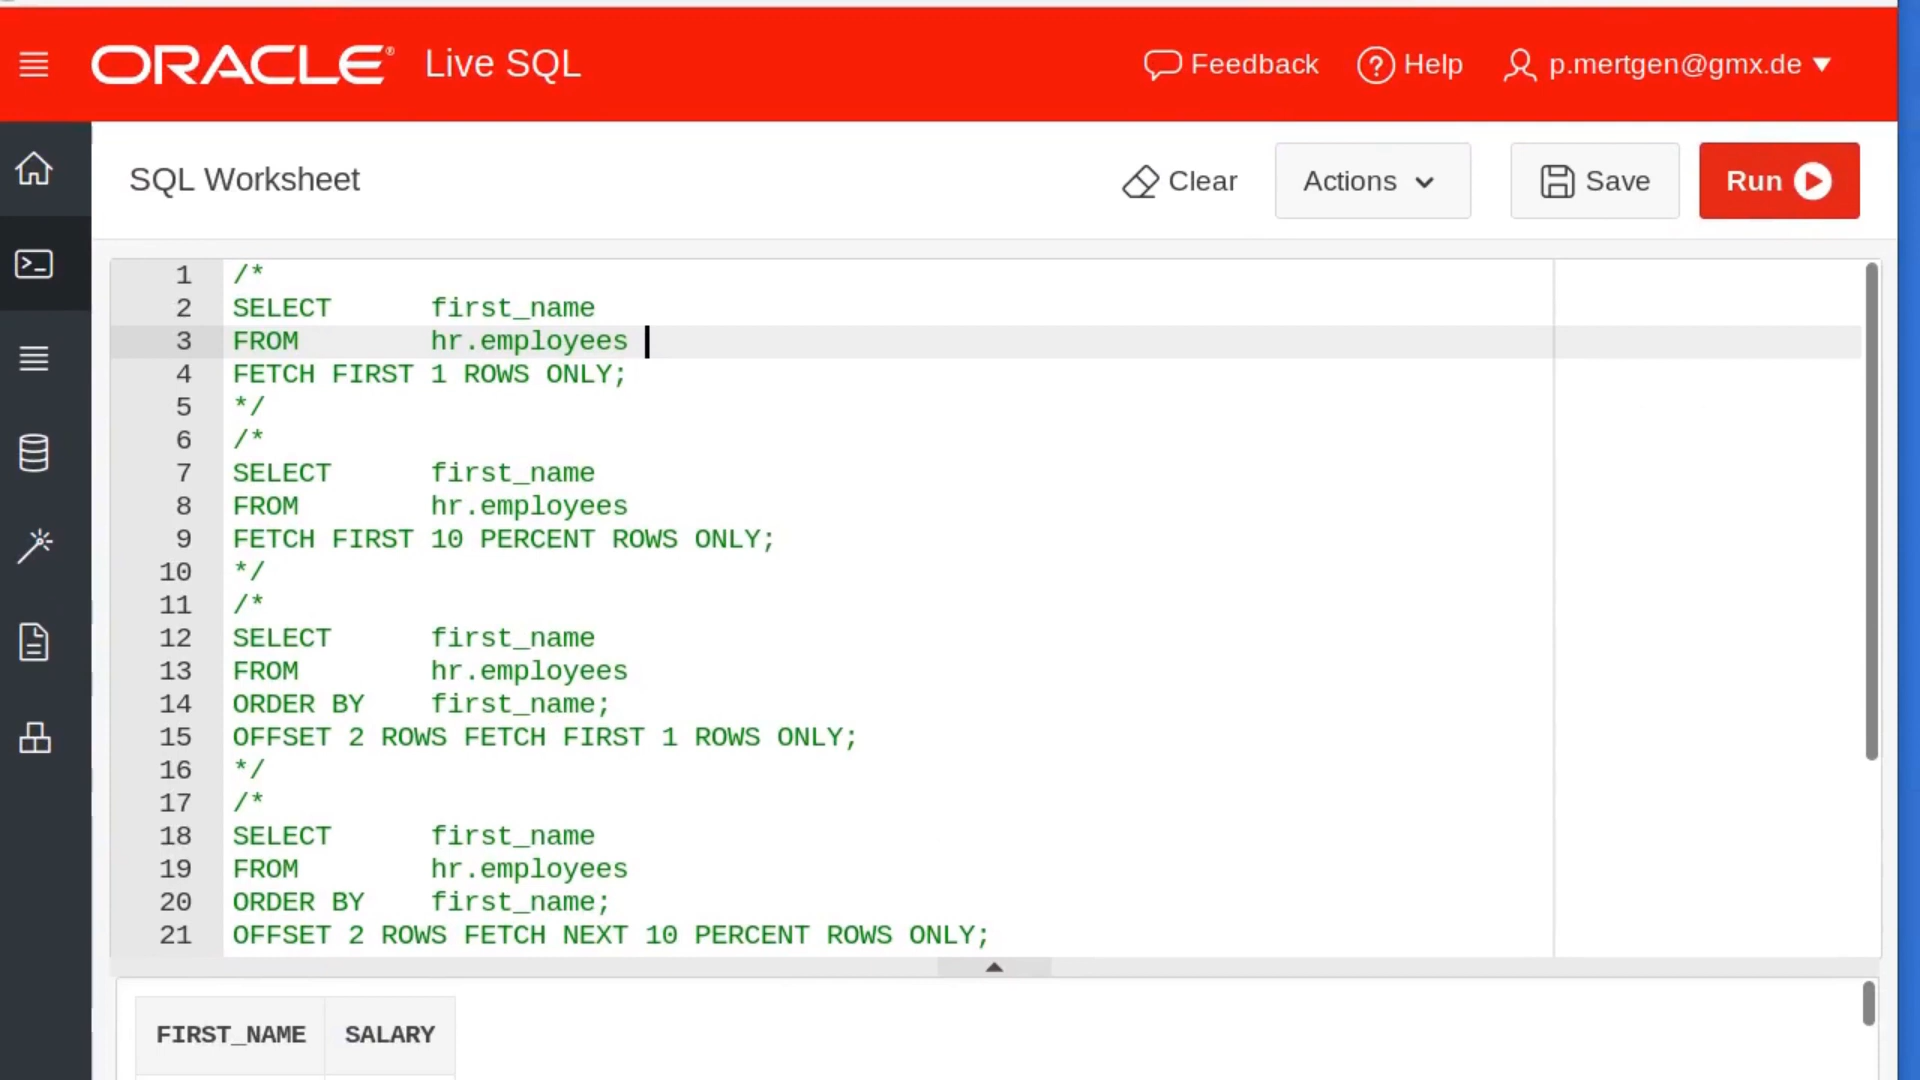 ORACLE® Live SQL Feedback Help p.mertgen@gmx.de
SQL Worksheet Clear Actions Save Run
1 /*
2 SELECT first_name
3 FROM hr.employees
4 FETCH FIRST 1 ROWS ONLY;
5 */
6 /*
7 SELECT first_name
8 FROM hr.employees
9 FETCH FIRST 10 PERCENT ROWS ONLY;
10 */
11 /*
12 SELECT first_name
13 FROM hr.employees
14 ORDER BY first_name;
15 OFFSET 2 ROWS FETCH FIRST 1 ROWS ONLY;
16 */
17 /*
18 SELECT first_name
19 FROM hr.employees
20 ORDER BY first_name;
21 OFFSET 2 ROWS FETCH NEXT 10 PERCENT ROWS ONLY;
FIRST_NAME SALARY